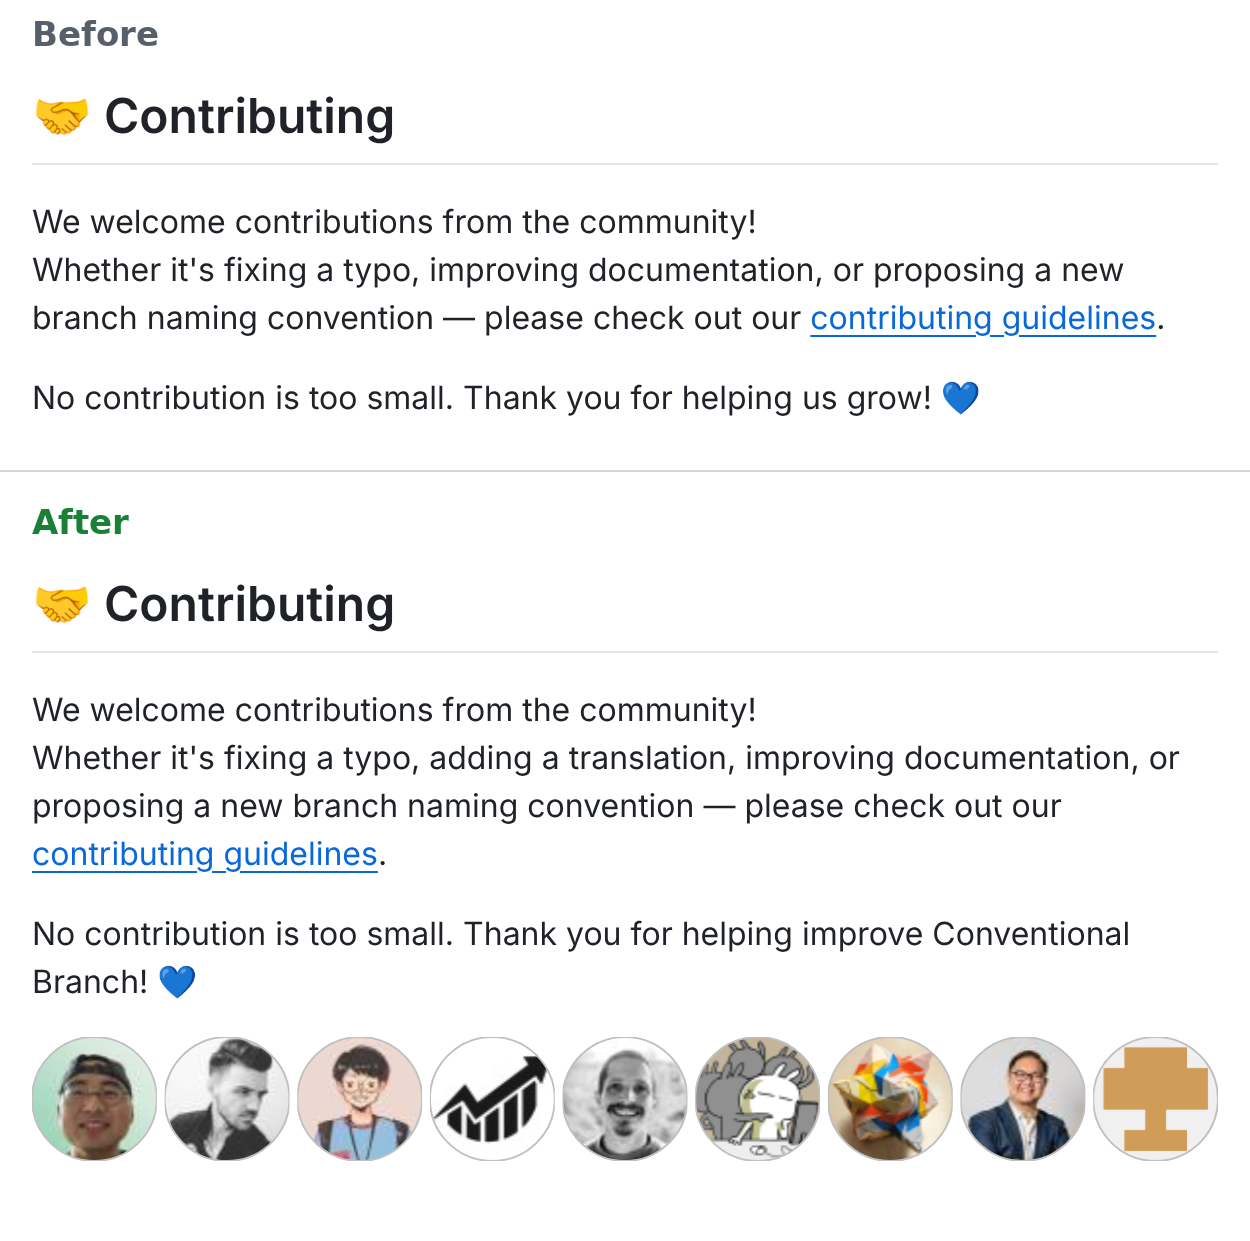 Before
🤝 Contributing
We welcome contributions from the community!
Whether it's fixing a typo, improving documentation, or proposing a new
branch naming convention — please check out our contributing guidelines.
No contribution is too small. Thank you for helping us grow! 💙
After
🤝 Contributing
We welcome contributions from the community!
Whether it's fixing a typo, adding a translation, improving documentation, or
proposing a new branch naming convention — please check out our
contributing guidelines.
No contribution is too small. Thank you for helping improve Conventional
Branch! 💙